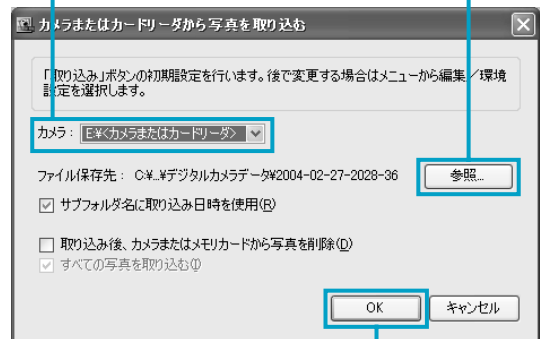 カメラまたはカードリーダから写真を取り込む
「取り込み」ボタンの初期設定を行います。後で変更する場合はメニューから編集／環境
設定を選択します。
カメラ： E:¥<カメラまたはカードリーダ>
ファイル保存先： C:¥...¥デジタルカメラデータ¥2004-02-27-2028-36 参照...
サブフォルダ名に取り込み日時を使用(R)
取り込み後、カメラまたはメモリカードから写真を削除(D)
すべての写真を取り込む(I)
OK キャンセル